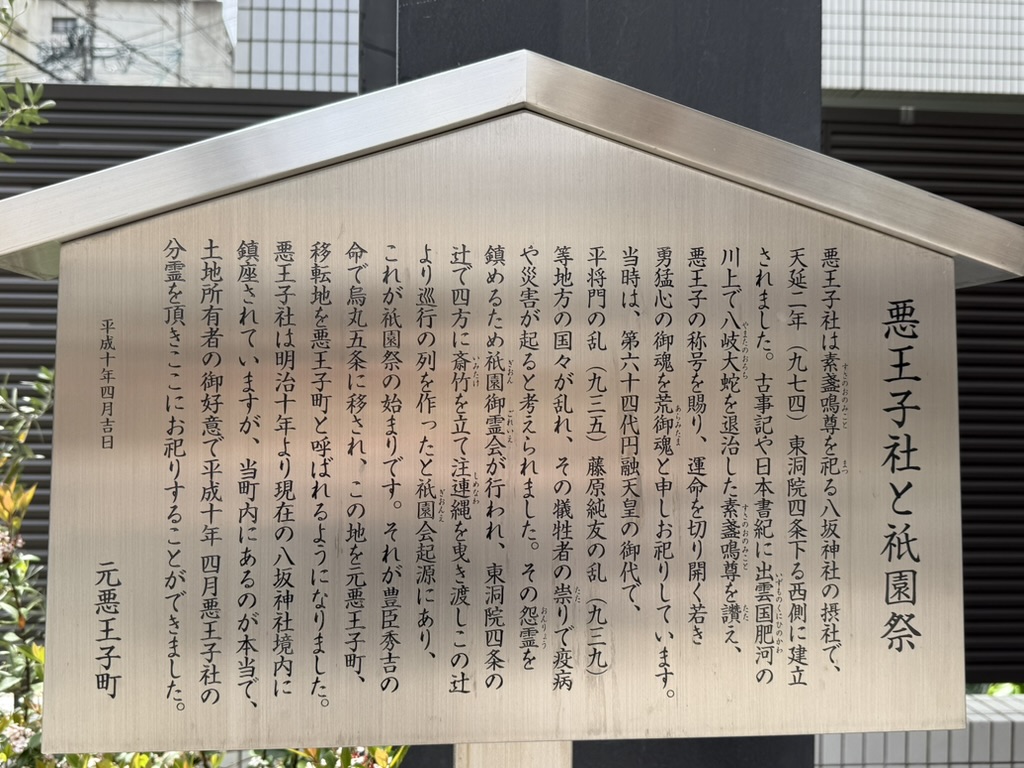 悪王子社と祇園祭
悪王子社は素盞鳴尊を祀る八坂神社の摂社で、
天延二年（九七四）東洞院四条下る西側に建立
されました。古事記や日本書紀に出雲国肥河の
川上で八岐大蛇を退治した素盞鳴尊を讃え、
悪王子の称号を賜り、運命を切り開く若き
勇猛心の御魂を荒御魂と申しお祀りしています。
当時は、第六十四代円融天皇の御代で、
平将門の乱（九三五）藤原純友の乱（九三九）
等地方の国々が乱れ、その犠牲者の祟りで疫病
や災害が起ると考えられました。その怨霊を
鎮めるため祇園御霊会が行われ、東洞院四条の
辻で四方に斎竹を立て注連縄を曳き渡しこの辻
より巡行の列を作ったと祇園会起源にあり、
これが祇園祭の始まりです。それが豊臣秀吉の
命で烏丸五条に移され、この地を元悪王子町、
移転地を悪王子町と呼ばれるようになりました。
悪王子社は明治十年より現在の八坂神社境内に
鎮座されていますが、当町内にあるのが本当で、
土地所有者の御好意で平成十年四月悪王子社の
分霊を頂きここにお祀りすることができました。
平成十年四月吉日
元悪王子町